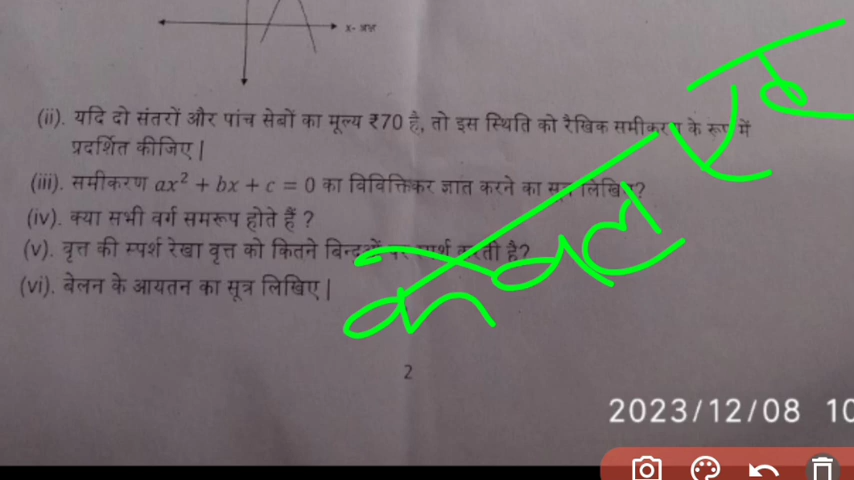 x- अक्ष
(ii). यदि दो संतरों और पांच सेबों का मूल्य ₹70 है, तो इस स्थिति को रैखिक समीकरण के रूप में
प्रदर्शित कीजिए |
(iii). समीकरण ax² + bx + c = 0 का विविक्तिकर ज्ञात करने का सूत्र लिखिए?
(iv). क्या सभी वर्ग समरूप होते हैं ?
(v). वृत्त की स्पर्श रेखा वृत्त को कितने बिन्दुओं पर स्पर्श करती है?
(vi). बेलन के आयतन का सूत्र लिखिए |
2
2023/12/08 10